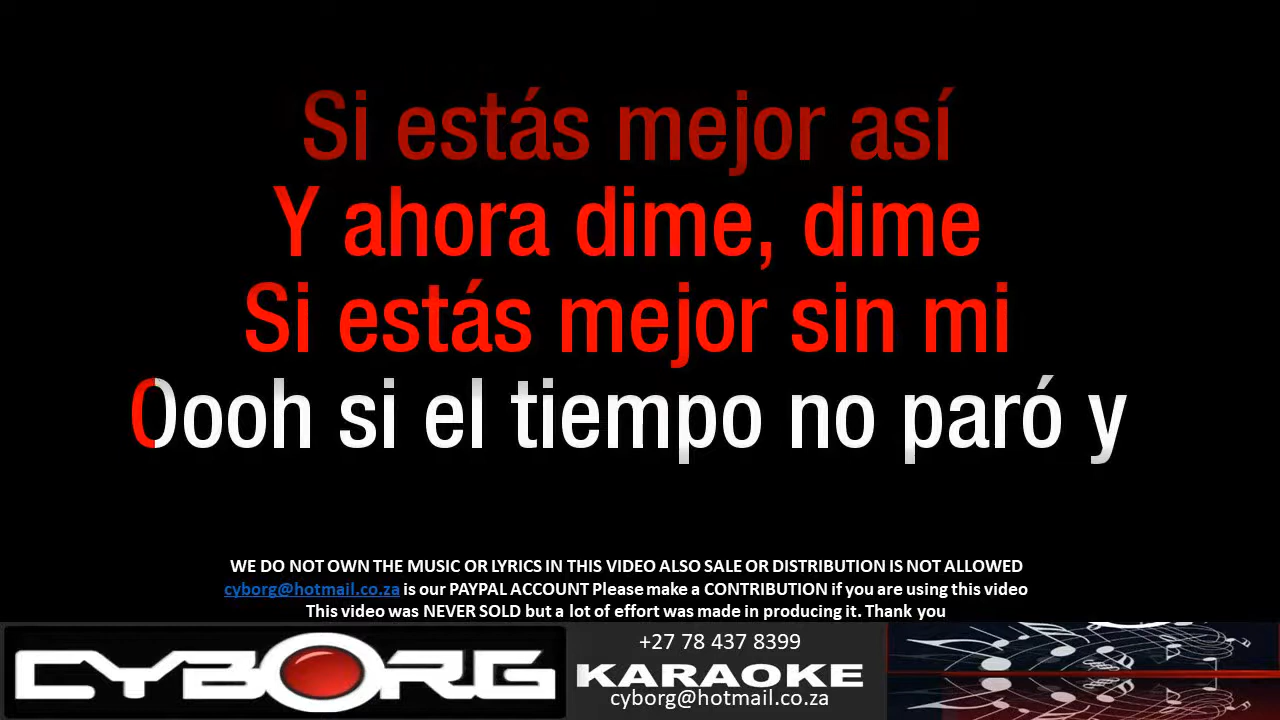 Si estás mejor así
Y ahora dime, dime
Si estás mejor sin mi
Oooh si el tiempo no paró y
WE DO NOT OWN THE MUSIC OR LYRICS IN THIS VIDEO ALSO SALE OR DISTRIBUTION IS NOT ALLOWED
cyborg@hotmail.co.za is our PAYPAL ACCOUNT Please make a CONTRIBUTION if you are using this video
This video was NEVER SOLD but a lot of effort was made in producing it. Thank you
CYBORG
+27 78 437 8399
KARAOKE
cyborg@hotmail.co.za